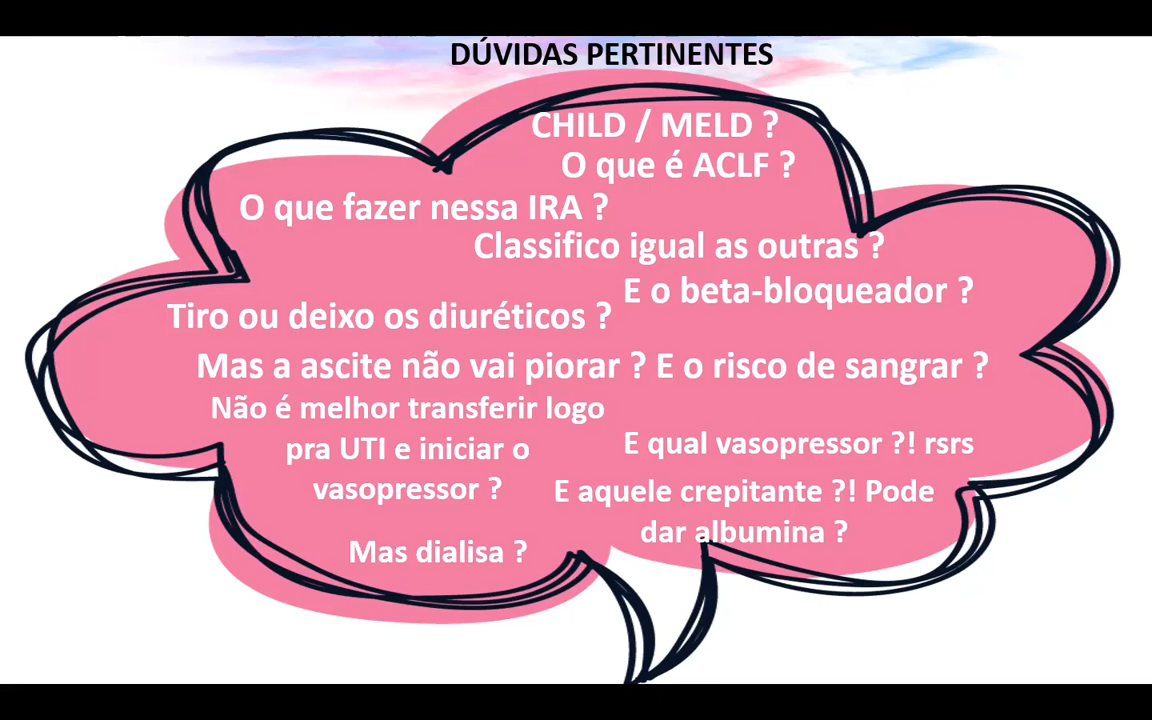 DÚVIDAS PERTINENTES
CHILD / MELD ?
O que é ACLF ?
O que fazer nessa IRA ?
Classifico igual as outras ?
E o beta-bloqueador ?
Tiro ou deixo os diuréticos ?
Mas a ascite não vai piorar ? E o risco de sangrar ?
Não é melhor transferir logo
pra UTI e iniciar o
vasopressor ?
E qual vasopressor ?! rsrs
E aquele crepitante ?! Pode
dar albumina ?
Mas dialisa ?